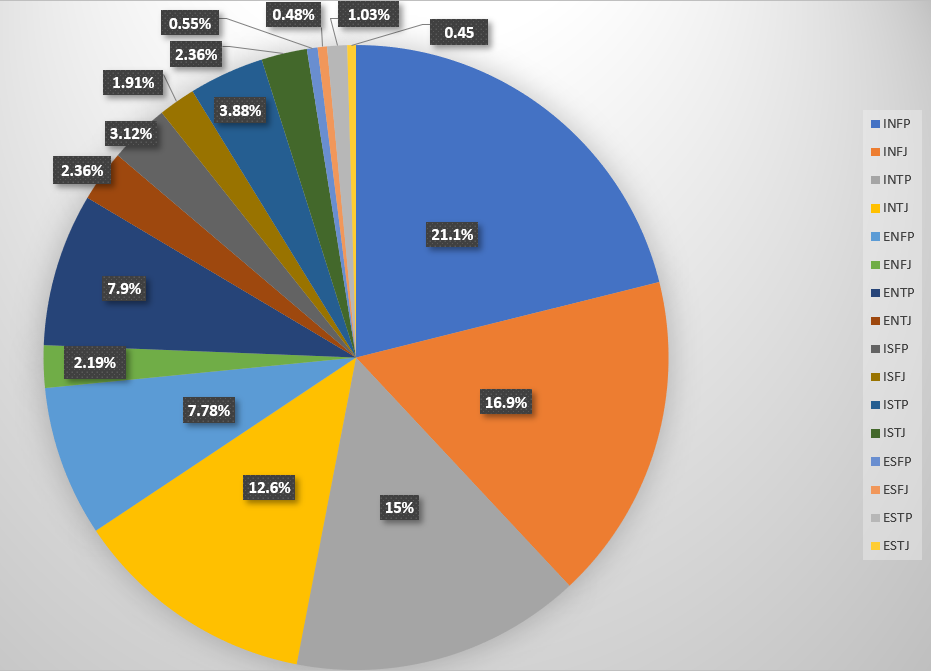 0.48%
1.03%
0.55%
0.45
2.36%
1.91%
3.88%
3.12%
2.36%
21.1%
7.9%
2.19%
7.78%
16.9%
12.6%
15%
INFP
INFJ
INTP
INTJ
ENFP
ENFJ
ENTP
ENTJ
ISFP
ISFJ
ISTP
ISTJ
ESFP
ESFJ
ESTP
ESTJ